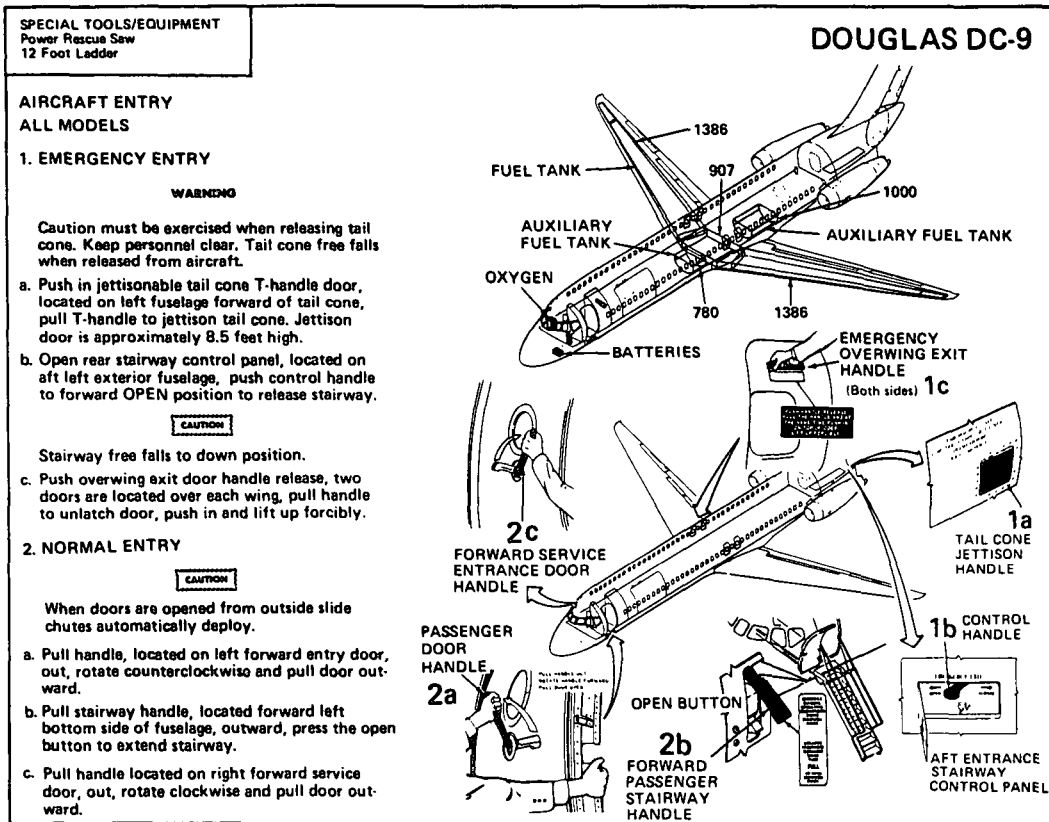 SPECIAL TOOLS/EQUIPMENT
Power Rescue Saw
12 Foot Ladder
DOUGLAS DC-9
AIRCRAFT ENTRY
ALL MODELS
1. EMERGENCY ENTRY
WARNING
Caution must be exercised when releasing tail
cone. Keep personnel clear. Tail cone free falls
when released from aircraft.
a. Push in jettisonable tail cone T-handle door,
located on left fuselage forward of tail cone,
pull T-handle to jettison tail cone. Jettison
door is approximately 8.5 feet high.
b. Open rear stairway control panel, located on
aft left exterior fuselage, push control handle
to forward OPEN position to release stairway.
CAUTION
Stairway free falls to down position.
c. Push overwing exit door handle release, two
doors are located over each wing, pull handle
to unlatch door, push in and lift up forcibly.
2. NORMAL ENTRY
CAUTION
When doors are opened from outside slide
chutes automatically deploy.
a. Pull handle, located on left forward entry door,
out, rotate counterclockwise and pull door out-
ward.
b. Pull stairway handle, located forward left
bottom side of fuselage, outward, press the open
button to extend stairway.
c. Pull handle located on right forward service
door, out, rotate clockwise and pull door out-
ward.
1386
FUEL TANK
907
1000
AUXILIARY
FUEL TANK
AUXILIARY FUEL TANK
OXYGEN
780
1386
BATTERIES
EMERGENCY
OVERWING EXIT
HANDLE
(Both sides) 1c
2c
FORWARD SERVICE
ENTRANCE DOOR
HANDLE
1a
TAIL CONE
JETTISON
HANDLE
PASSENGER
DOOR
HANDLE
2a
PULL HANDLE OUT
ROTATE HANDLE FORWARD
PULL DOOR OPEN
OPEN BUTTON
2b
FORWARD
PASSENGER
STAIRWAY
HANDLE
PULL
1b CONTROL
HANDLE
AFT ENTRANCE
STAIRWAY
CONTROL PANEL